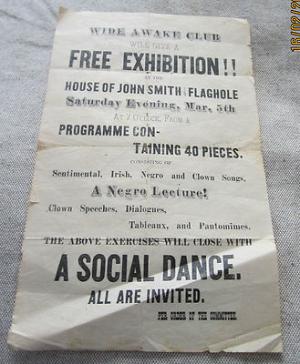 WIDE AWAKE CLUB
WILL GIVE A
FREE EXHIBITION!!
AT THE
HOUSE OF JOHN SMITH FLAGHOLE
Saturday Evening, Mar, 5th
AT 7 O'CLOCK, FROM A
PROGRAMME CON-
TAINING 40 PIECES.
CONSISTING OF
Sentimental, Irish, Negro and Clown Songs.
A Negro Lecture!
Clown Speeches, Dialogues,
Tableaux, and Pantomimes.
THE ABOVE EXERCISES WILL CLOSE WITH
A SOCIAL DANCE.
ALL ARE INVITED.
PER ORDER OF THE COMMITTEE.